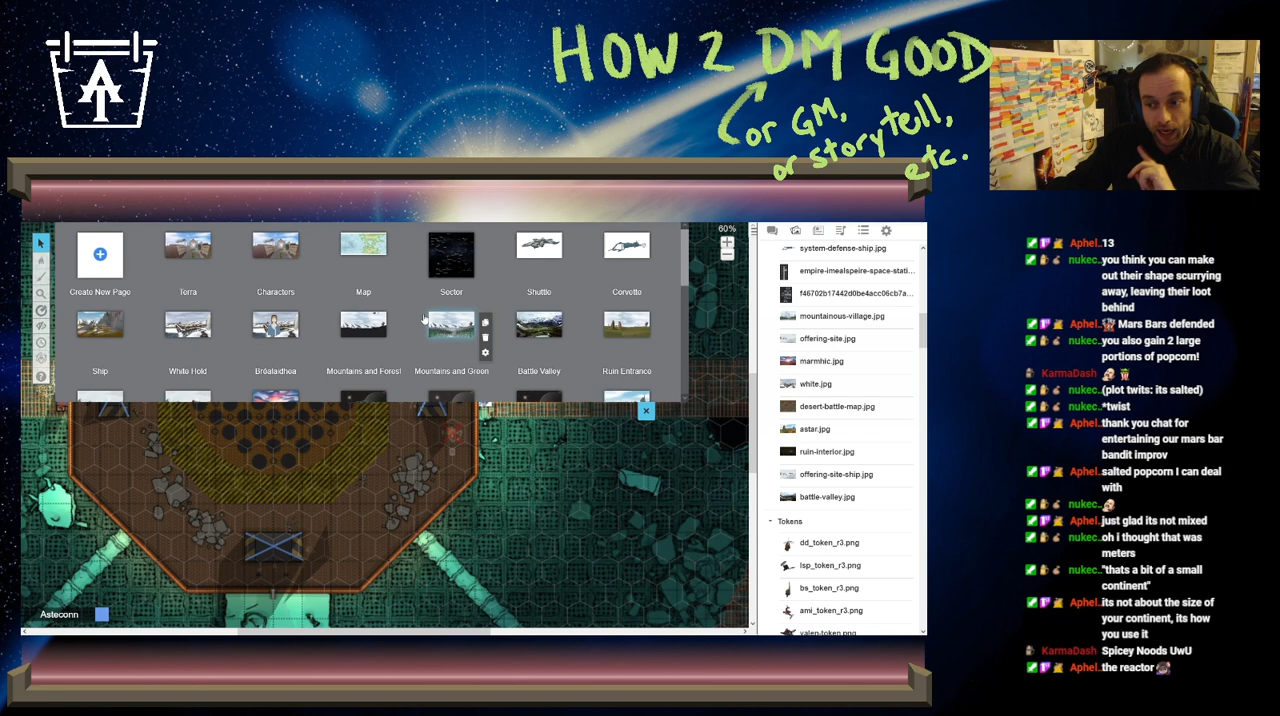 HOW 2 DM GOOD
or GM,
or storytell,
etc.
AT
60%
Create New Page
Terra
Characters
Map
Sector
Shuttle
Corvette
Ship
White Hold
Bréalaidhea
Mountains and Forest
Mountains and Green
Battle Valley
Ruin Entrance
Asteconn
system-defense-ship.jpg
empire-imealspeire-space-stati...
f46702b17442d0be4acc06cb7a...
mountainous-village.jpg
offering-site.jpg
marmhic.jpg
white.jpg
desert-battle-map.jpg
astar.jpg
ruin-interior.jpg
offering-site-ship.jpg
battle-valley.jpg
Tokens
dd_token_r3.png
lsp_token_r3.png
bs_token_r3.png
ami_token_r3.png
valen-token.png
Aphel.. 13
nukec.. you think you can make
out their shape scurrying
away, leaving their loot
behind
Aphel.. Mars Bars defended
nukec.. you also gain 2 large
portions of popcorn!
KarmaDash
nukec.. (plot twits: its salted)
nukec.. *twist
Aphel.. thank you chat for
entertaining our mars bar
bandit improv
Aphel.. salted popcorn I can deal
with
nukec..
Aphel.. just glad its not mixed
nukec.. oh i thought that was
meters
nukec.. "thats a bit of a small
continent"
Aphel.. its not about the size of
your continent, its how
you use it
KarmaDash Spicey Noods UwU
Aphel.. the reactor